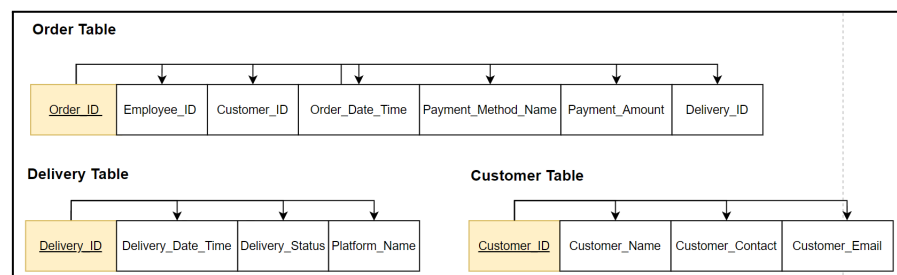 Order Table
Order_ID Employee_ID Customer_ID Order_Date_Time Payment_Method_Name Payment_Amount Delivery_ID
Delivery Table
Delivery_ID Delivery_Date_Time Delivery_Status Platform_Name
Customer Table
Customer_ID Customer_Name Customer_Contact Customer_Email